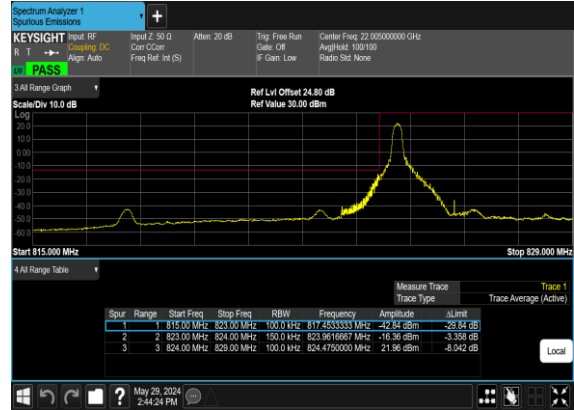 Spectrum Analyzer 1
Spurious Emissions
+
KEYSIGHT Input: RF Input Z: 50 Ω Atten: 20 dB Trig: Free Run Center Freq: 22.005000000 GHz
R T Coupling: DC Corr CCorr Gate: Off Avg|Hold: 100/100
Align: Auto Freq Ref: Int (S) IF Gain: Low Radio Std: None
LM PASS
3 All Range Graph
Ref Lvl Offset 24.80 dB
Scale/Div 10.0 dB Ref Value 30.00 dBm
Log
20.0
10.0
0.00
-10.0
-20.0
-30.0
-40.0
-50.0
-60.0
Start 815.000 MHz Stop 829.000 MHz
4 All Range Table
Measure Trace Trace 1
Trace Type Trace Average (Active)
Spur Range Start Freq Stop Freq RBW Frequency Amplitude ΔLimit
1 1 815.00 MHz 823.00 MHz 100.0 kHz 817.4533333 MHz -42.84 dBm -29.84 dB
2 2 823.00 MHz 824.00 MHz 150.0 kHz 823.9616667 MHz -16.36 dBm -3.358 dB
3 3 824.00 MHz 829.00 MHz 100.0 kHz 824.4750000 MHz 21.96 dBm -8.042 dB
Local
? May 29, 2024
2:44:24 PM